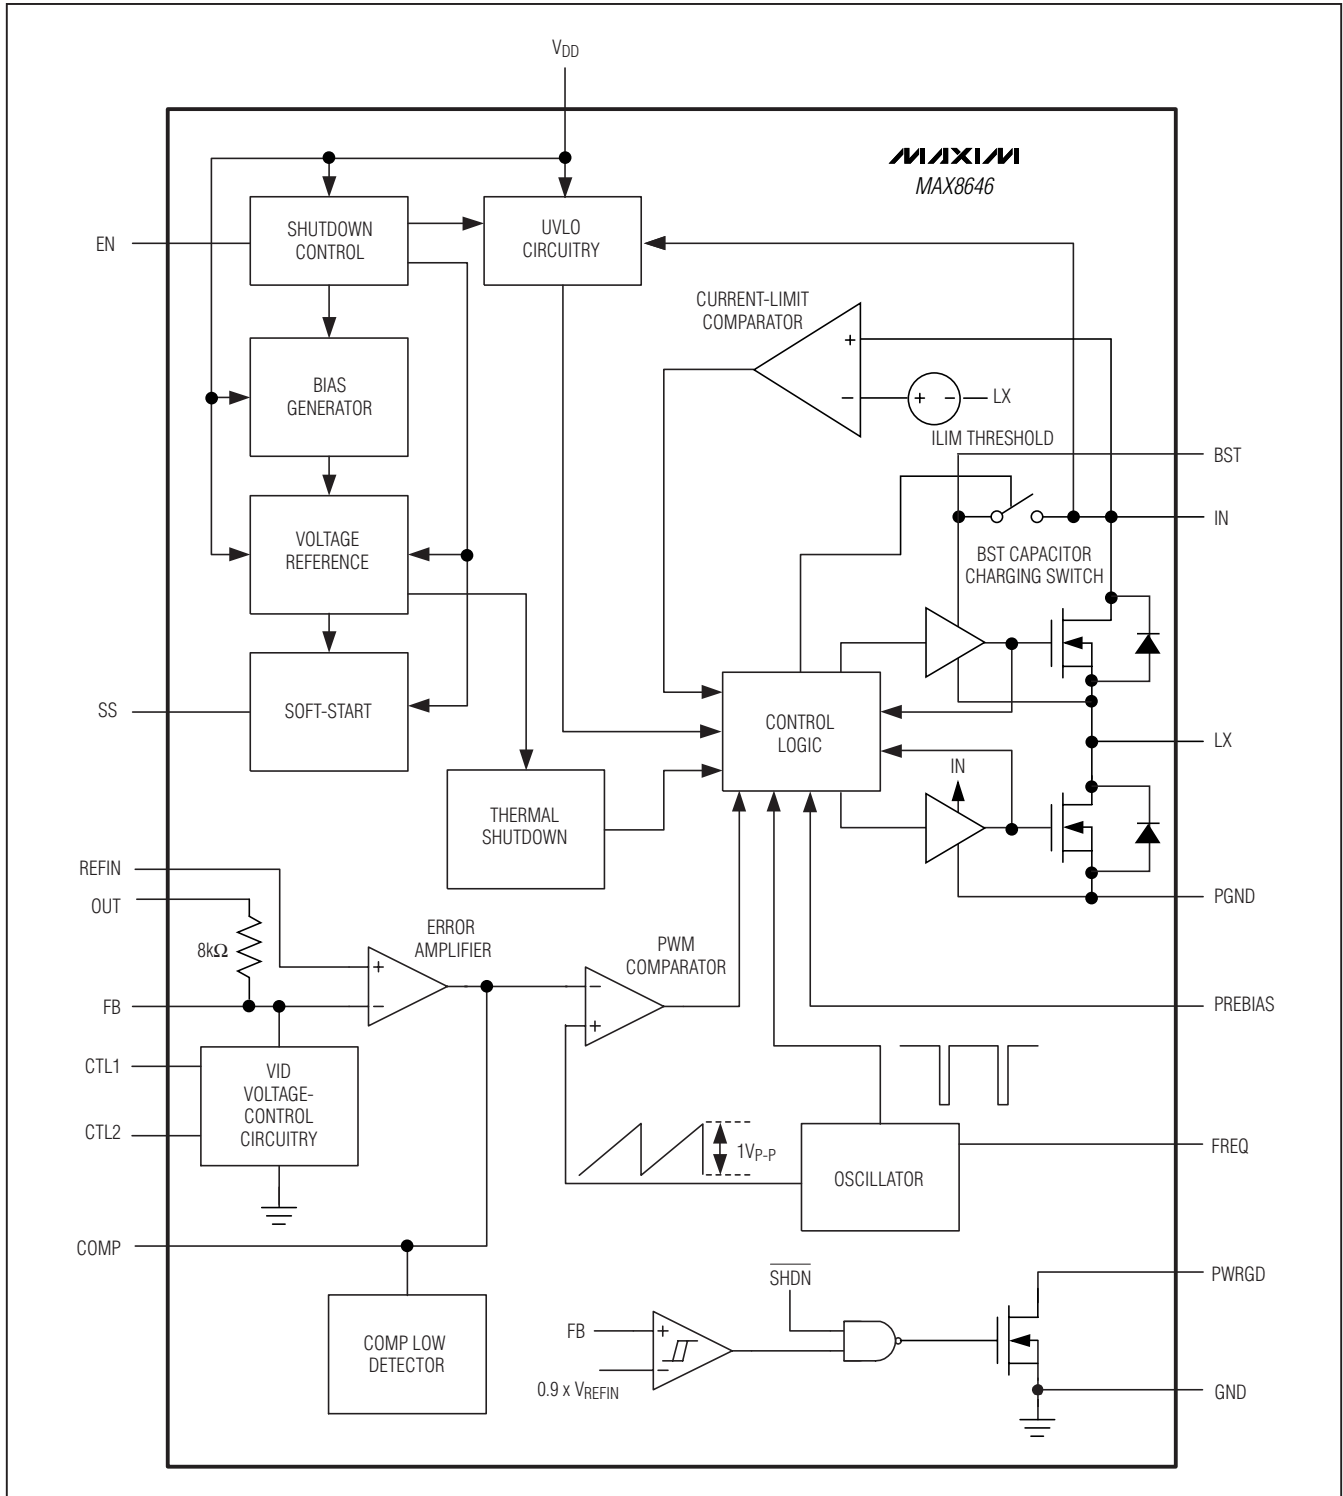 VDD
MAXIM
MAX8646
EN
SHUTDOWN
CONTROL
UVLO
CIRCUITRY
CURRENT-LIMIT
COMPARATOR
+
−
+ −
LX
ILIM THRESHOLD
BIAS
GENERATOR
BST
IN
BST CAPACITOR
CHARGING SWITCH
VOLTAGE
REFERENCE
SS
SOFT-START
CONTROL
LOGIC
LX
IN
THERMAL
SHUTDOWN
REFIN
OUT
8kΩ
ERROR
AMPLIFIER
+
−
PWM
COMPARATOR
−
+
PGND
FB
PREBIAS
CTL1
CTL2
VID
VOLTAGE-
CONTROL
CIRCUITRY
1VP-P
OSCILLATOR
FREQ
COMP
COMP LOW
DETECTOR
SHDN
FB
+
−
0.9 x VREFIN
PWRGD
GND